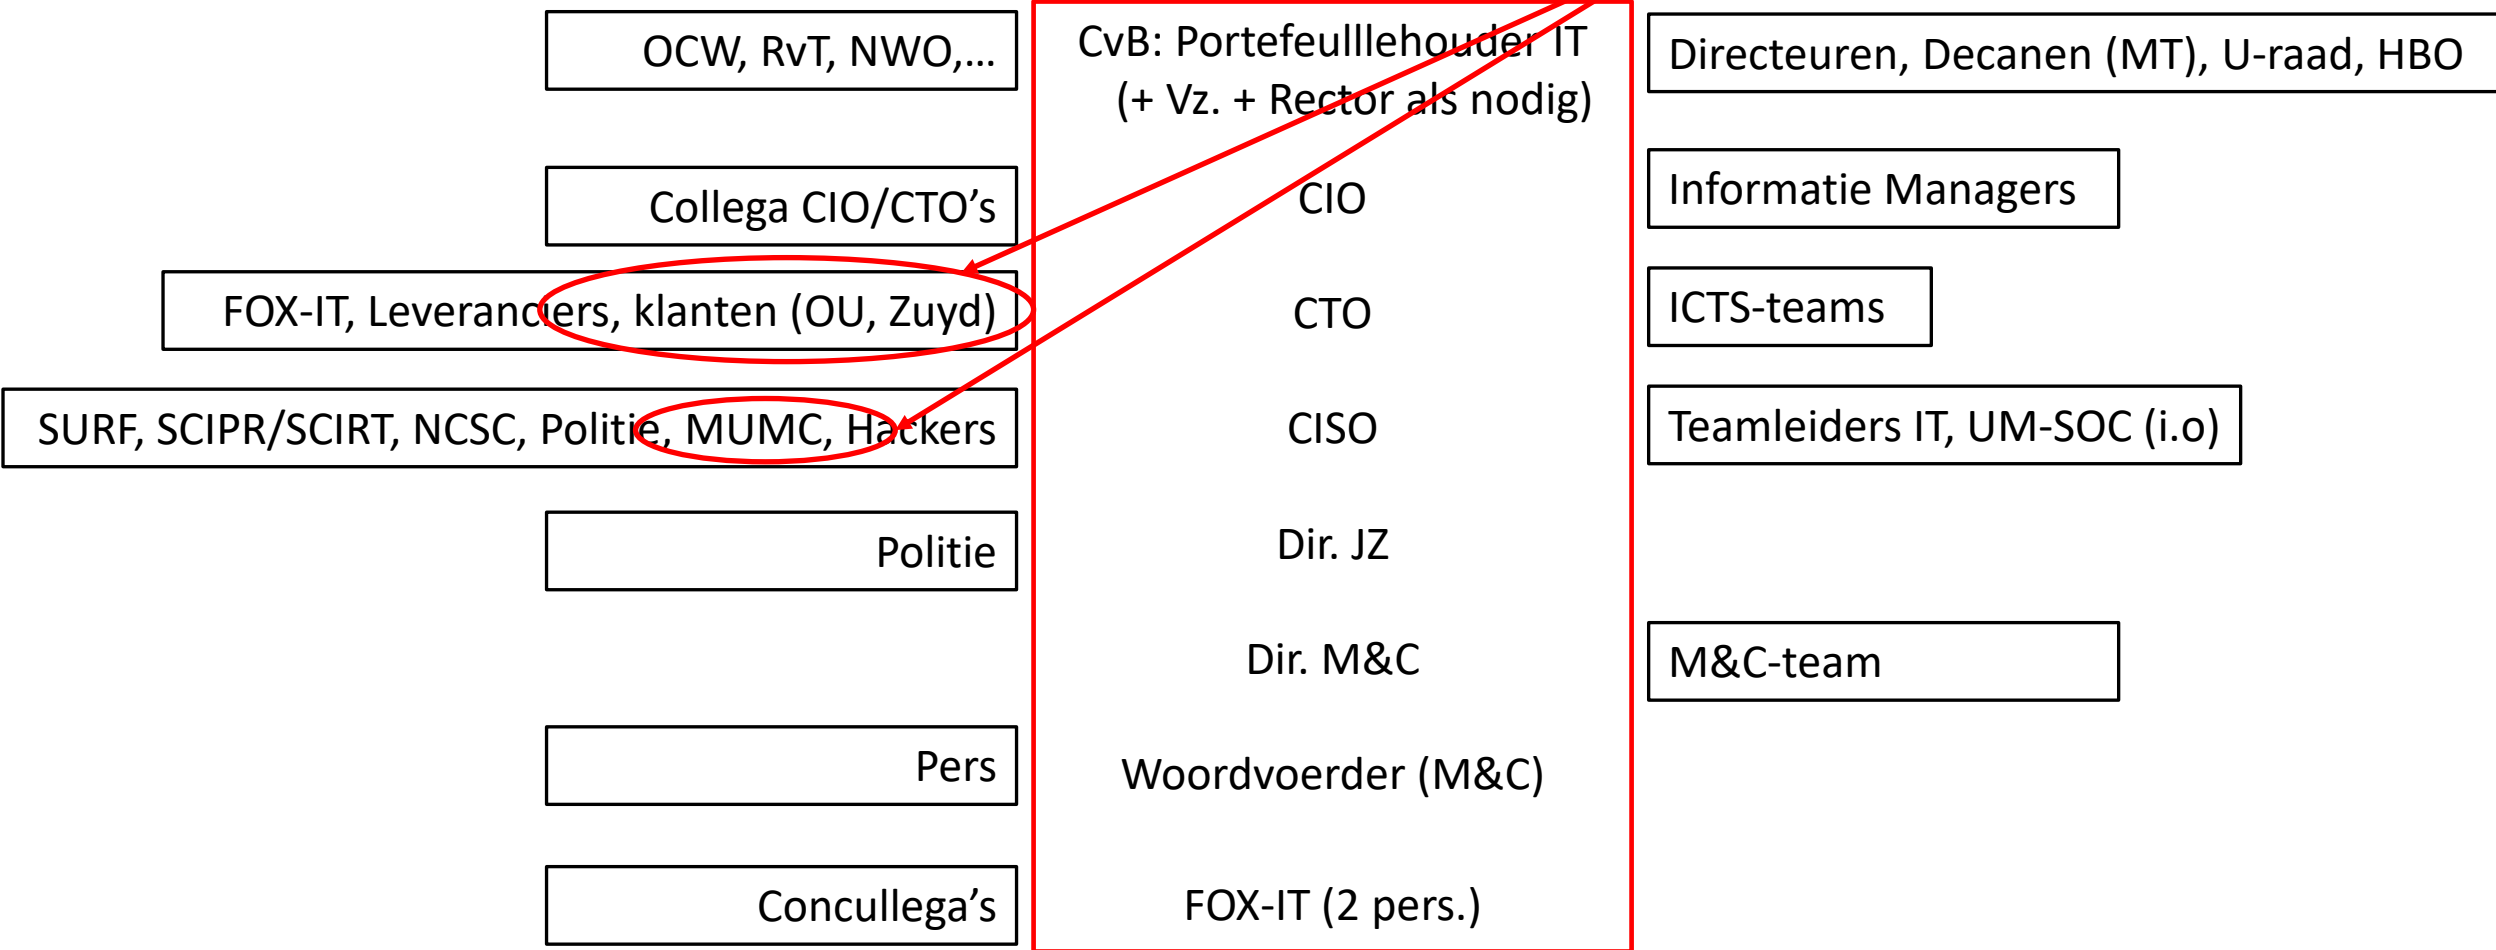 OCW, RvT, NWO,…
CvB: Portefeulllehouder IT
(+ Vz. + Rector als nodig)
Directeuren, Decanen (MT), U-raad, HBO
Collega CIO/CTO’s
CIO
Informatie Managers
FOX-IT, Leveranciers, klanten (OU, Zuyd)
CTO
ICTS-teams
SURF, SCIPR/SCIRT, NCSC, Politie, MUMC, Hackers
CISO
Teamleiders IT, UM-SOC (i.o)
Politie
Dir. JZ
Dir. M&C
M&C-team
Pers
Woordvoerder (M&C)
Concullega’s
FOX-IT (2 pers.)